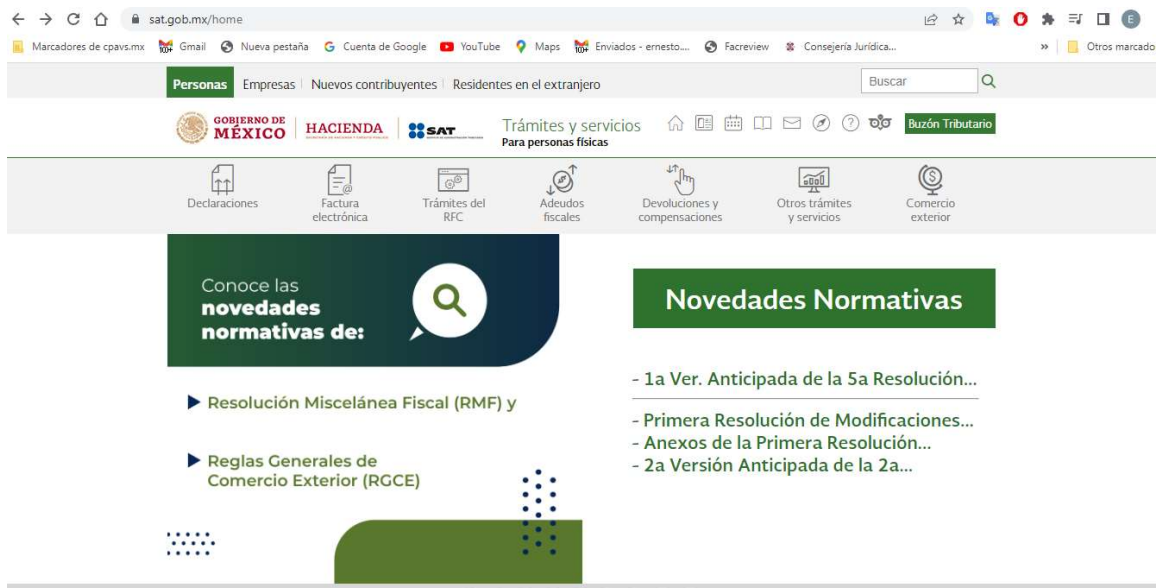 sat.gob.mx/home
E
Marcadores de cpavs.mx Gmail Nueva pestaña Cuenta de Google YouTube Maps Enviados - ernesto.... Facreview Consejería Jurídica... » Otros marcado
Personas Empresas Nuevos contribuyentes Residentes en el extranjero Buscar
GOBIERNO DE
MÉXICO
HACIENDA
SAT
Trámites y servicios
Para personas físicas
Buzón Tributario
Declaraciones
Factura
electrónica
Trámites del
RFC
Adeudos
fiscales
Devoluciones y
compensaciones
Otros trámites
y servicios
Comercio
exterior
Conoce las
novedades
normativas de:
Resolución Miscelánea Fiscal (RMF) y
Reglas Generales de
Comercio Exterior (RGCE)
Novedades Normativas
- 1a Ver. Anticipada de la 5a Resolución...
- Primera Resolución de Modificaciones...
- Anexos de la Primera Resolución...
- 2a Versión Anticipada de la 2a...